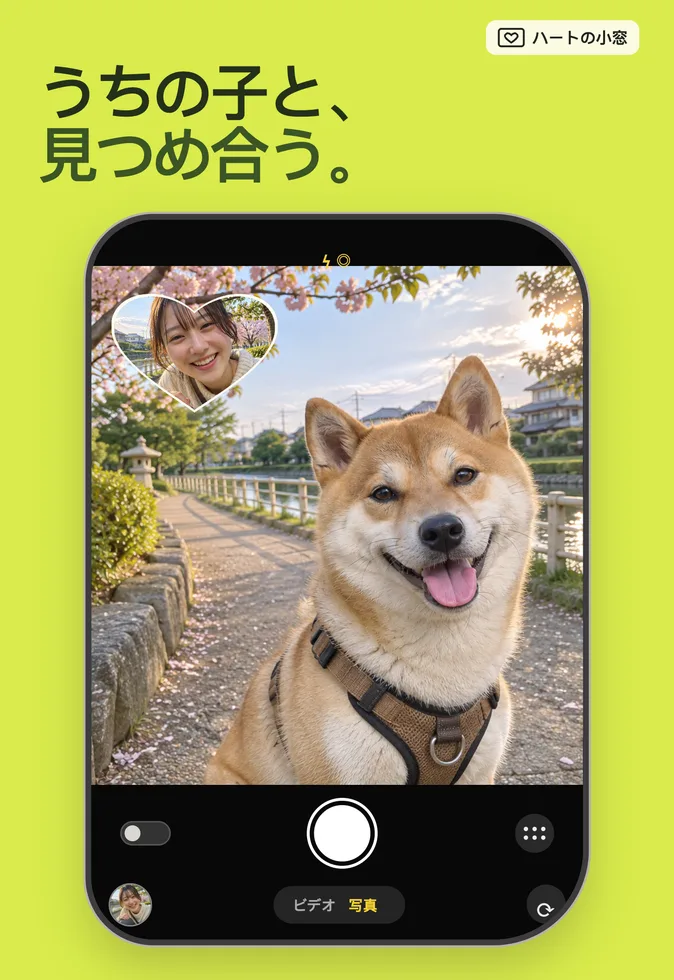 ハートの小窓
うちの子と、
見つめ合う。
ビデオ 写真